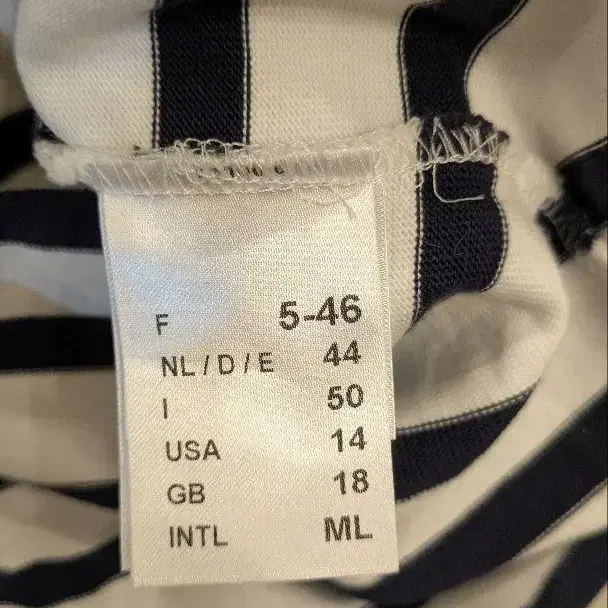 F 5-46
NL / D / E 44
I 50
USA 14
GB 18
INTL ML